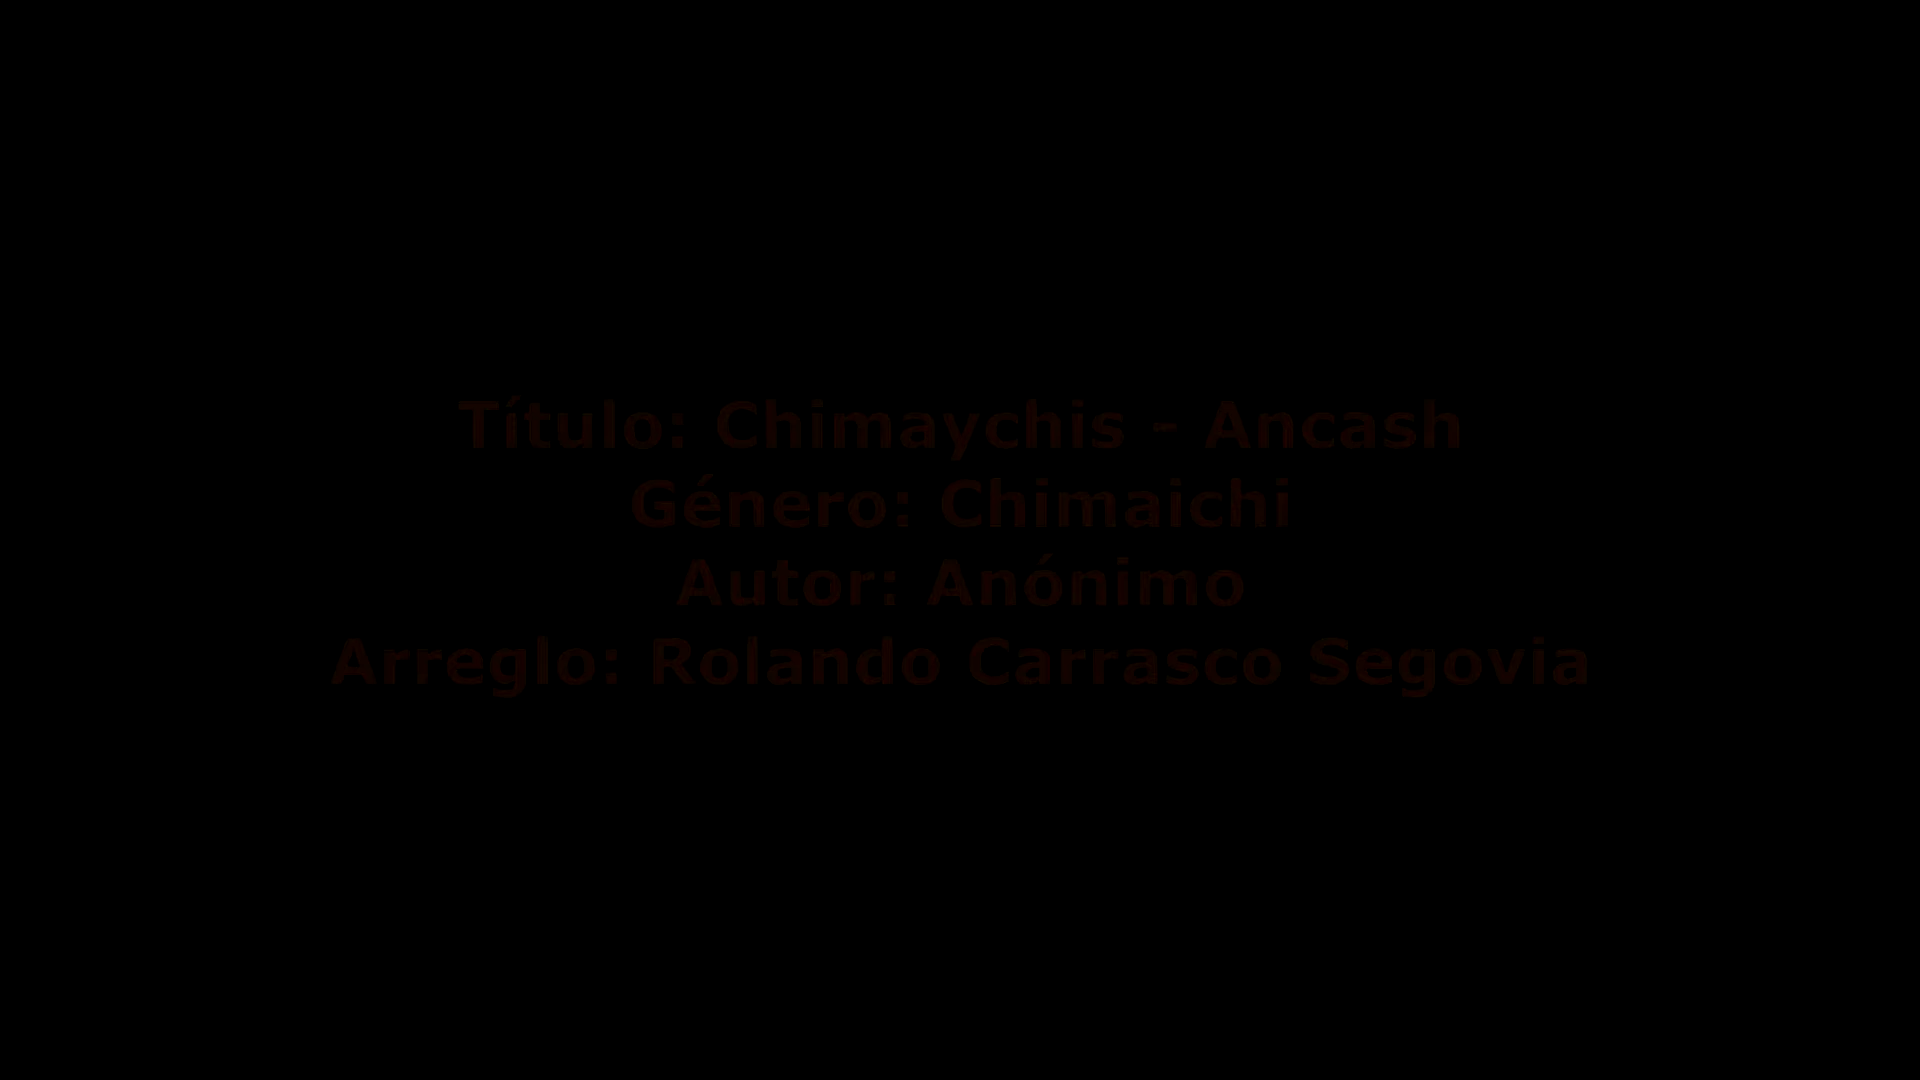 Título: Chimaychis - Ancash
Género: Chimaichi
Autor: Anónimo
Arreglo: Rolando Carrasco Segovia